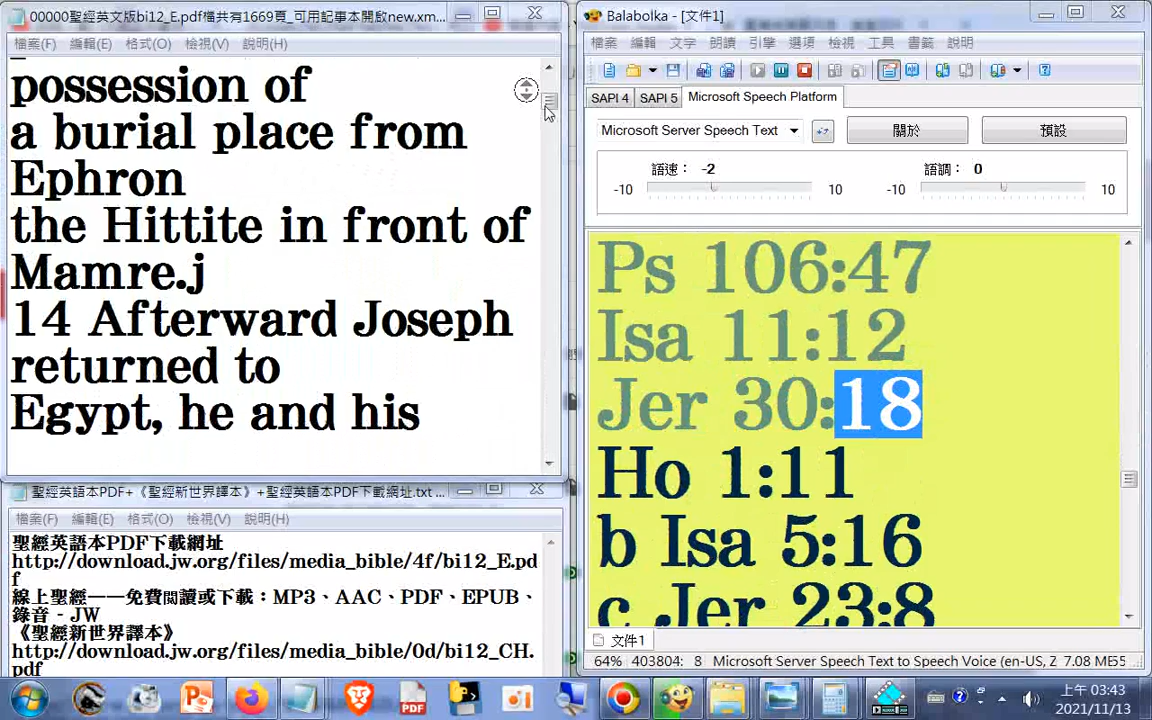 00000聖經英文版bi12_E.pdf檔共有1669頁_可用記事本開啟new.xm...
檔案(F) 編輯(E) 格式(O) 檢視(V) 說明(H)
possession of
a burial place from
Ephron
the Hittite in front of
Mamre.j
14 Afterward Joseph
returned to
Egypt, he and his
聖經英語本PDF+《聖經新世界譯本》+聖經英語本PDF下載網址.txt ...
檔案(F) 編輯(E) 格式(O) 檢視(V) 說明(H)
聖經英語本PDF下載網址
http://download.jw.org/files/media_bible/4f/bi12_E.pd
f
線上聖經——免費閱讀或下載：MP3、AAC、PDF、EPUB、
錄音 - JW
《聖經新世界譯本》
http://download.jw.org/files/media_bible/0d/bi12_CH.
pdf
Balabolka - [文件1]
檔案 編輯 文字 朗讀 引擎 選項 檢視 工具 書籤 說明
SAPI 4 SAPI 5 Microsoft Speech Platform
Microsoft Server Speech Text 關於 預設
語速： -2 語調： 0
-10 10 -10 10
Ps 106:47
Isa 11:12
Jer 30:18
Ho 1:11
b Isa 5:16
c Jer 23:8
文件1
64% 403804: 8 Microsoft Server Speech Text to Speech Voice (en-US, Z 7.08 ME55
PDF
上午 03:43
2021/11/13